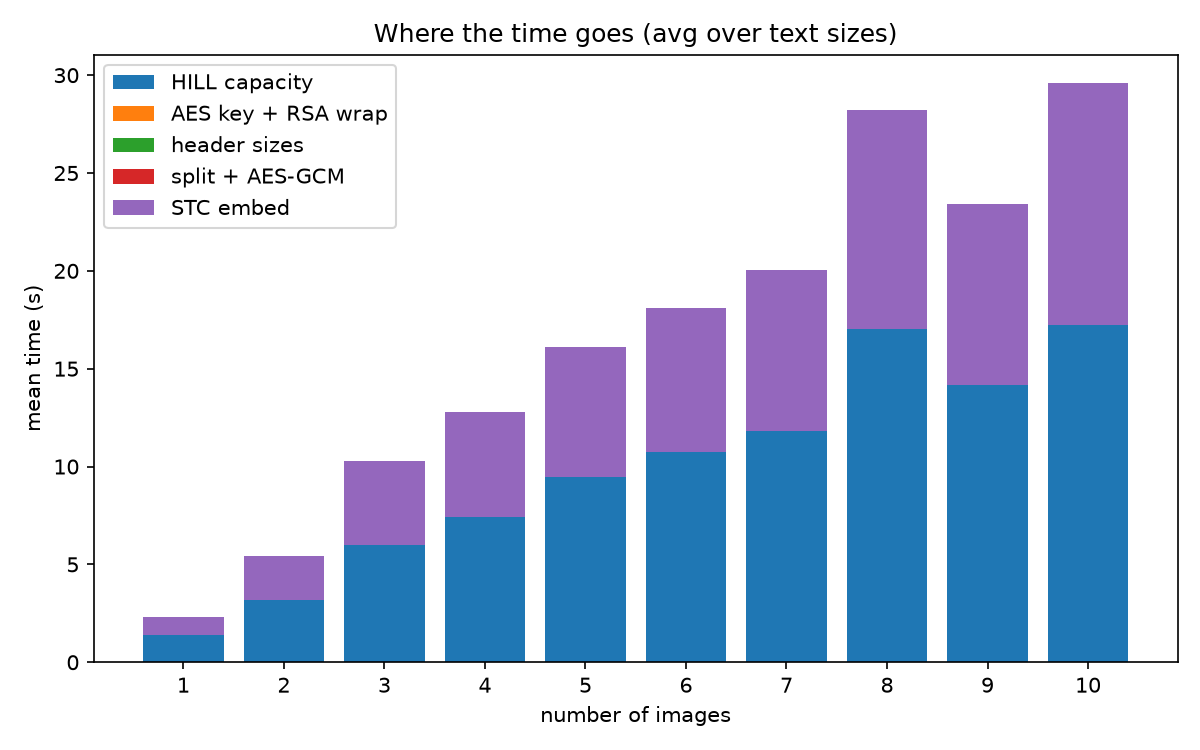 Where the time goes (avg over text sizes)
HILL capacity
AES key + RSA wrap
header sizes
split + AES-GCM
STC embed
mean time (s)
30
25
20
15
10
5
0
1 2 3 4 5 6 7 8 9 10
number of images